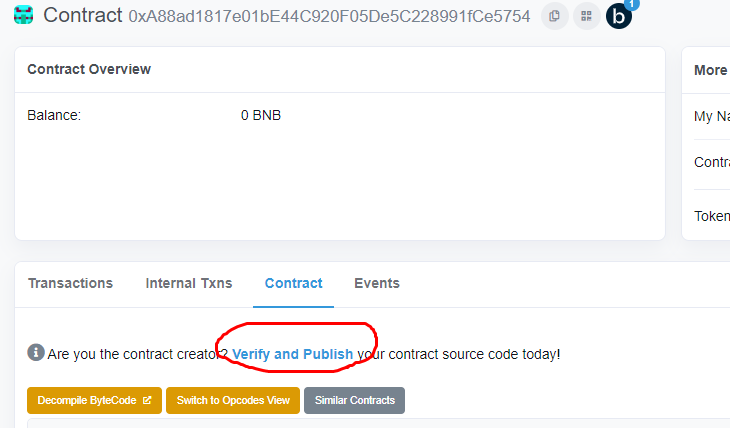 Contract 0xA88ad1817e01bE44C920F05De5C228991fCe5754 b 1
Contract Overview
More
Balance: 0 BNB
My Na
Contra
Token
Transactions Internal Txns Contract Events
Are you the contract creator? Verify and Publish your contract source code today!
Decompile ByteCode Switch to Opcodes View Similar Contracts